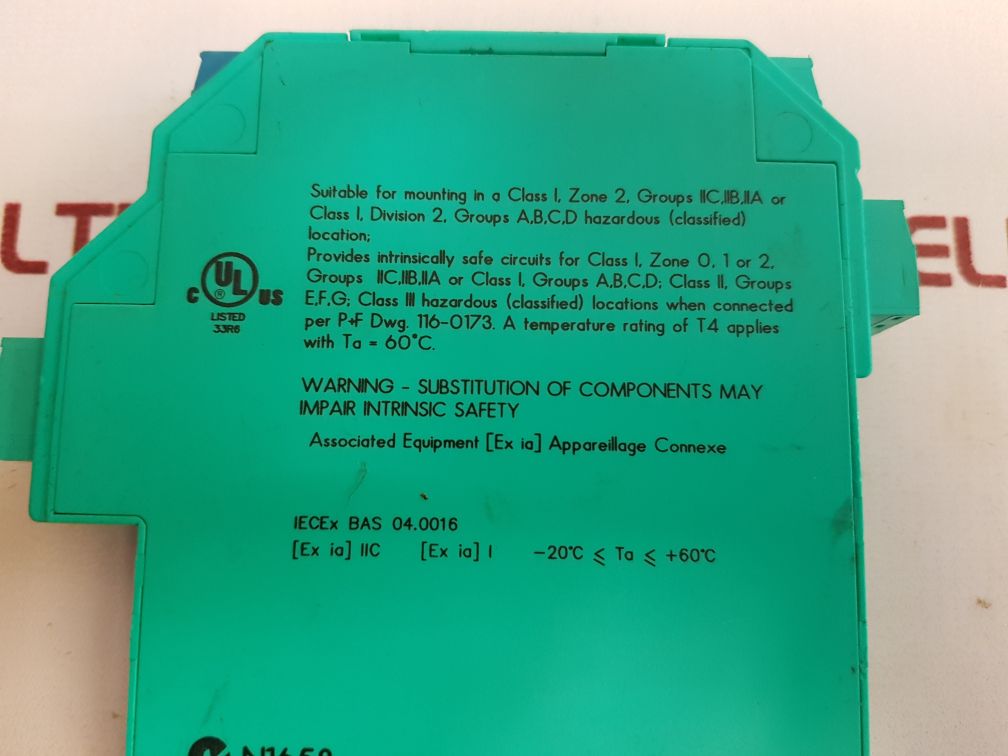 Suitable for mounting in a Class I, Zone 2, Groups IIC,IIB,IIA or
Class I, Division 2, Groups A,B,C,D hazardous (classified)
location;
Provides intrinsically safe circuits for Class I, Zone 0, 1 or 2,
Groups IIC,IIB,IIA or Class I, Groups A,B,C,D; Class II, Groups
E,F,G; Class III hazardous (classified) locations when connected
per P+F Dwg. 116-0173. A temperature rating of T4 applies
with Ta = 60°C.
C UL ® US
LISTED
33R6
WARNING - SUBSTITUTION OF COMPONENTS MAY
IMPAIR INTRINSIC SAFETY
Associated Equipment [Ex ia] Appareillage Connexe
IECEx BAS 04.0016
[Ex ia] IIC [Ex ia] I -20°C ≤ Ta ≤ +60°C